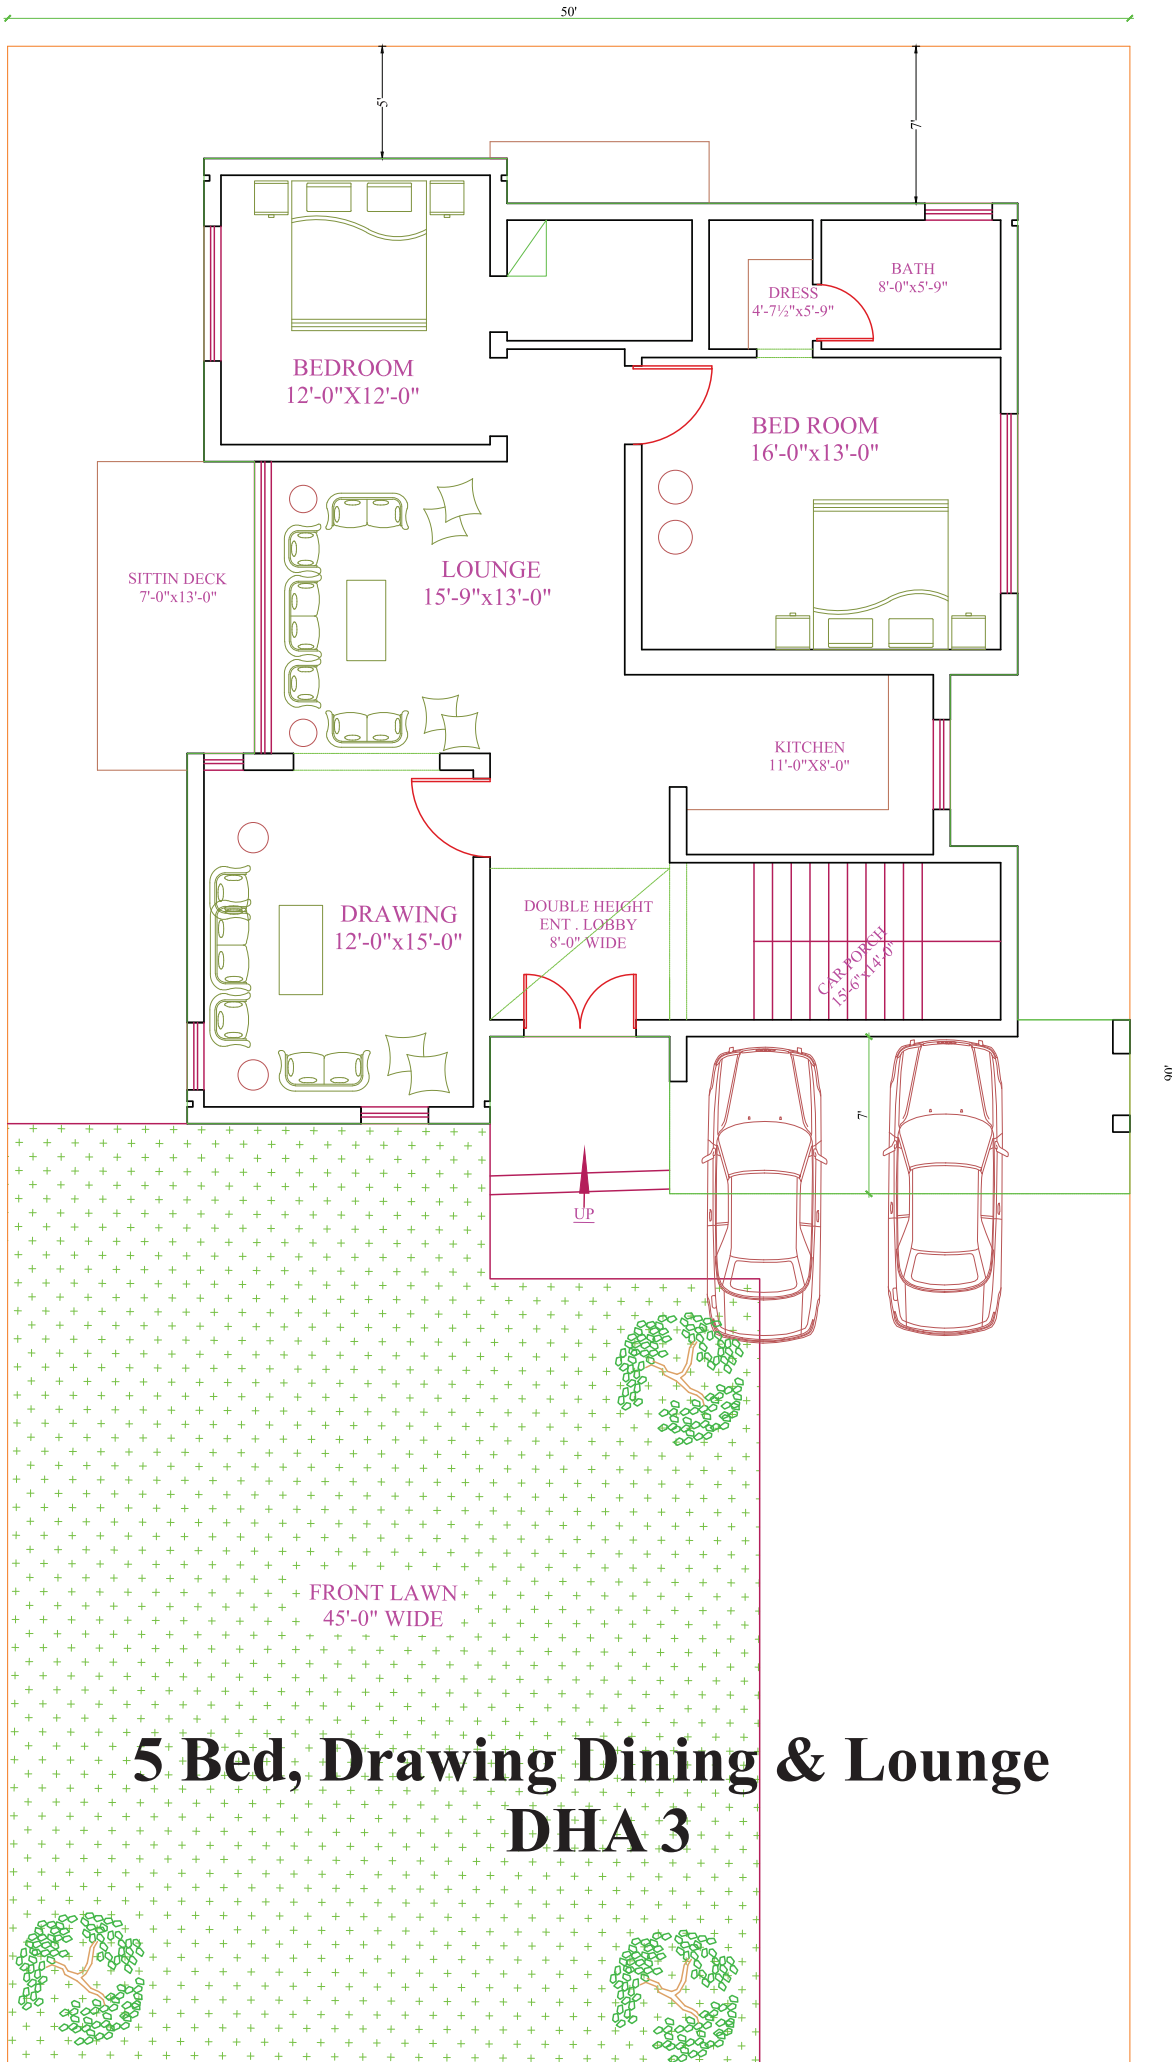 50'
5'
7'
BATH
8'-0"x5'-9"
DRESS
4'-7½"x5'-9"
BEDROOM
12'-0"X12'-0"
BED ROOM
16'-0"x13'-0"
SITTIN DECK
7'-0"x13'-0"
LOUNGE
15'-9"x13'-0"
KITCHEN
11'-0"X8'-0"
DRAWING
12'-0"x15'-0"
DOUBLE HEIGHT
ENT . LOBBY
8'-0" WIDE
CAR PORCH
15'-6"x14'-0"
90'
7'
UP
FRONT LAWN
45'-0" WIDE
5 Bed, Drawing Dining & Lounge
DHA 3